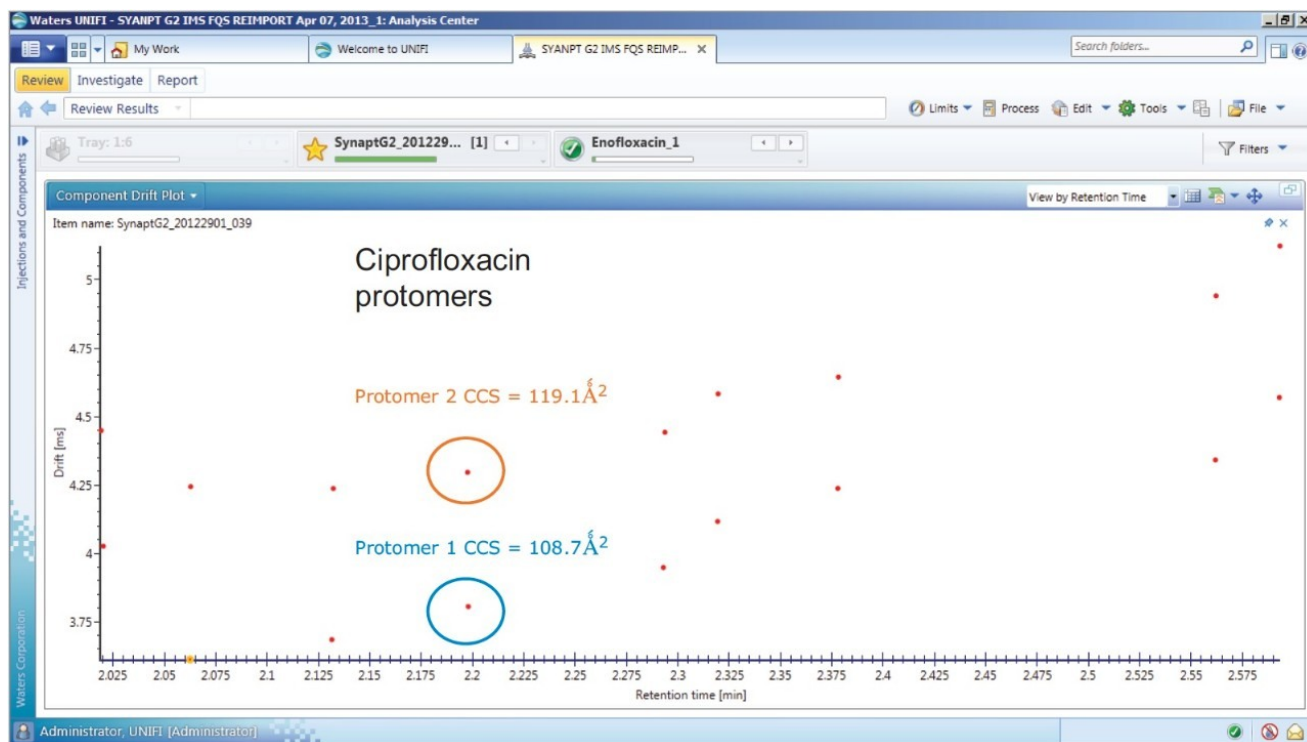 Waters UNIFI - SYANPT G2 IMS FQS REIMPORT Apr 07, 2013_1: Analysis Center
My Work
Welcome to UNIFI
SYANPT G2 IMS FQS REIMP...
Search folders...
Review Investigate Report
Review Results
Limits Process Edit Tools File
Tray: 1:6
SynaptG2_201229... [1]
Enofloxacin_1
Filters
Injections and Components
Component Drift Plot
View by Retention Time
Item name: SynaptG2_20122901_039
Ciprofloxacin
protomers
5
4.75
Protomer 2 CCS = 119.1Å²
4.5
Drift [ms]
4.25
Protomer 1 CCS = 108.7Å²
4
3.75
2.025 2.05 2.075 2.1 2.125 2.15 2.175 2.2 2.225 2.25 2.275 2.3 2.325 2.35 2.375 2.4 2.425 2.45 2.475 2.5 2.525 2.55 2.575
Retention time [min]
Waters Corporation
Administrator, UNIFI [Administrator]